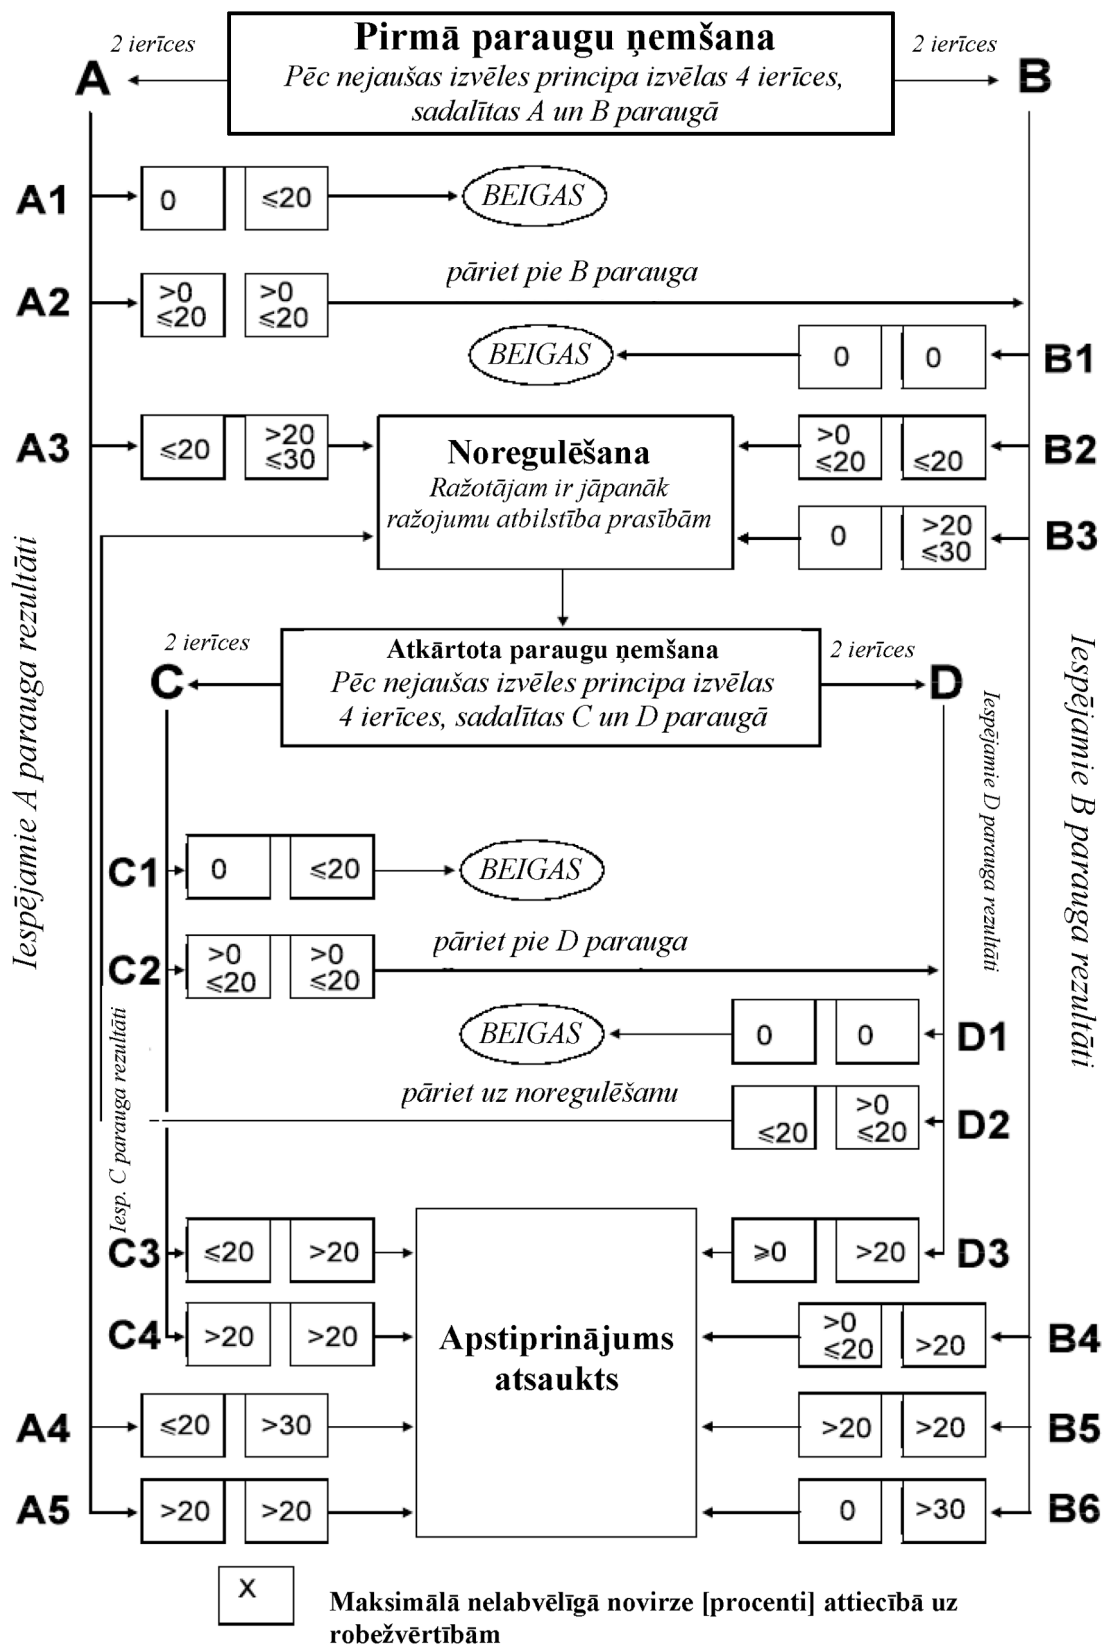 Pirmā paraugu ņemšana
Pēc nejaušas izvēles principa izvēlas 4 ierīces,
sadalītas A un B paraugā
2 ierīces
2 ierīces
A
B
A1
0
≤20
BEIGAS
A2
>0
≤20
>0
≤20
pāriet pie B parauga
BEIGAS
0
0
B1
A3
≤20
>20
≤30
Noregulēšana
Ražotājam ir jāpanāk
ražojumu atbilstība prasībām
>0
≤20
≤20
B2
0
>20
≤30
B3
Iespējamie A parauga rezultāti
Iespējamie B parauga rezultāti
2 ierīces
2 ierīces
C
D
Atkārtota paraugu ņemšana
Pēc nejaušas izvēles principa izvēlas
4 ierīces, sadalītas C un D paraugā
Iespējamie D parauga rezultāti
C1
0
≤20
BEIGAS
C2
>0
≤20
>0
≤20
pāriet pie D parauga
BEIGAS
0
0
D1
Iesp. C parauga rezultāti
pāriet uz noregulēšanu
≤20
>0
≤20
D2
C3
≤20
>20
⩾0
>20
D3
C4
>20
>20
Apstiprinājums
atsaukts
>0
≤20
>20
B4
A4
≤20
>30
>20
>20
B5
A5
>20
>20
0
>30
B6
X
Maksimālā nelabvēlīgā novirze [procenti] attiecībā uz
robežvērtībām